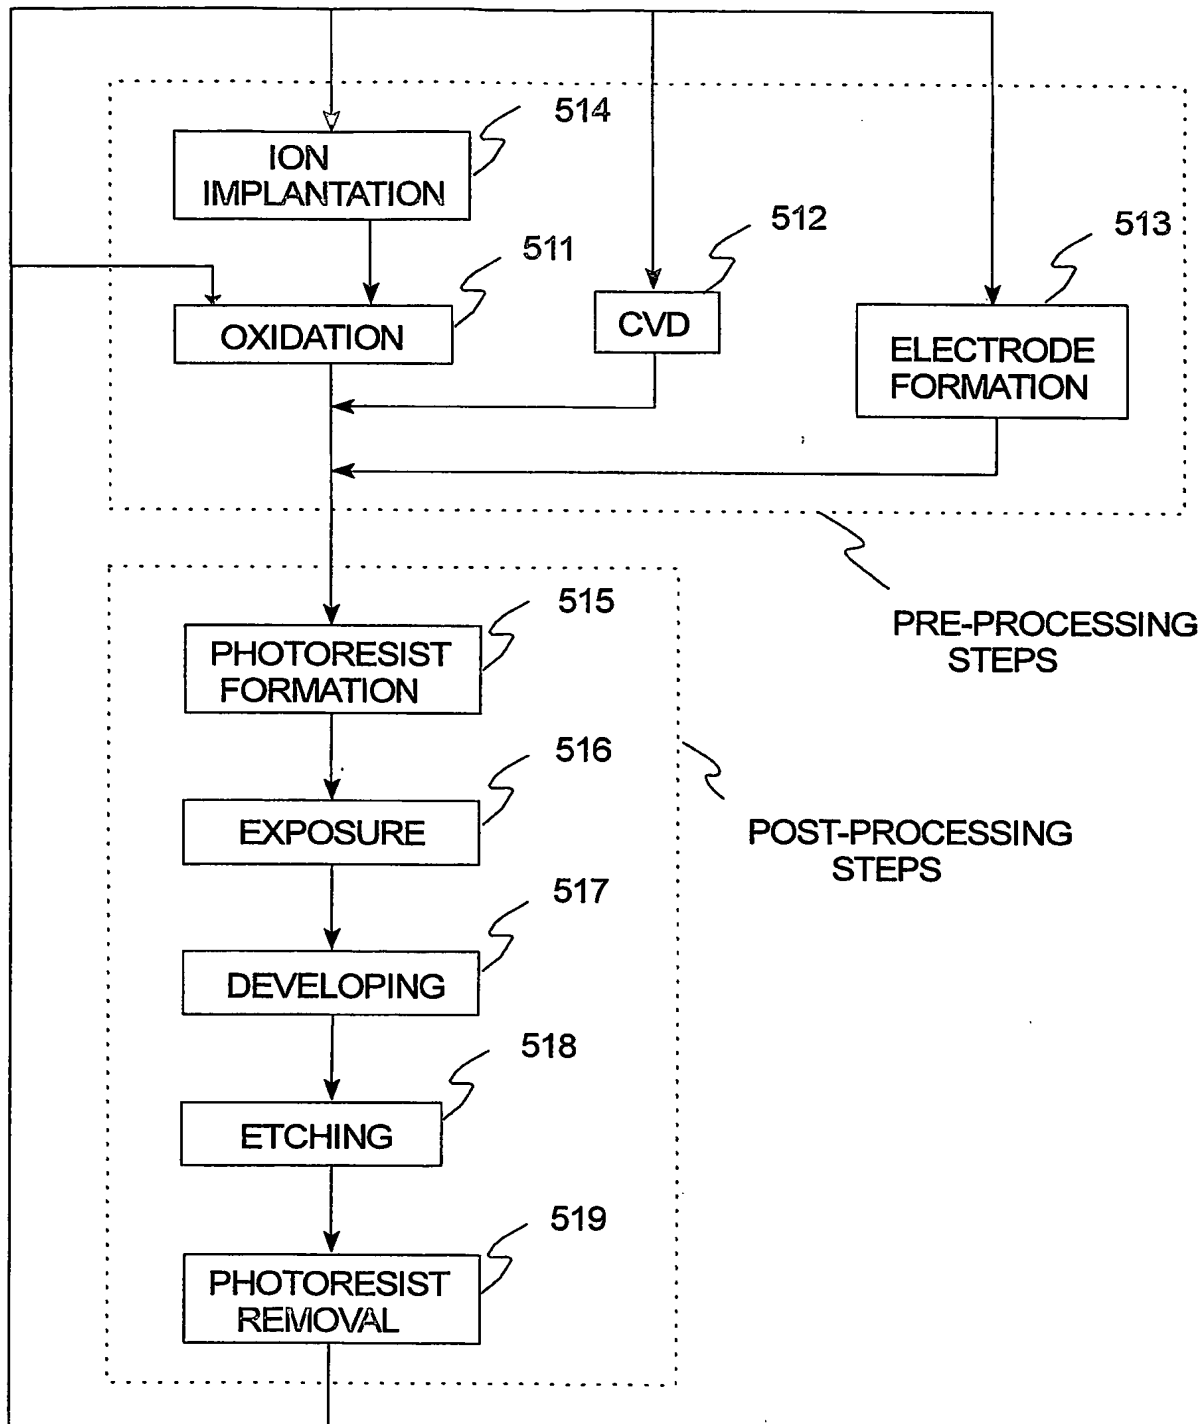 514
ION
IMPLANTATION
512
513
511
OXIDATION
CVD
ELECTRODE
FORMATION
PRE-PROCESSING
STEPS
515
PHOTORESIST
FORMATION
516
EXPOSURE
POST-PROCESSING
STEPS
517
DEVELOPING
518
ETCHING
519
PHOTORESIST
REMOVAL